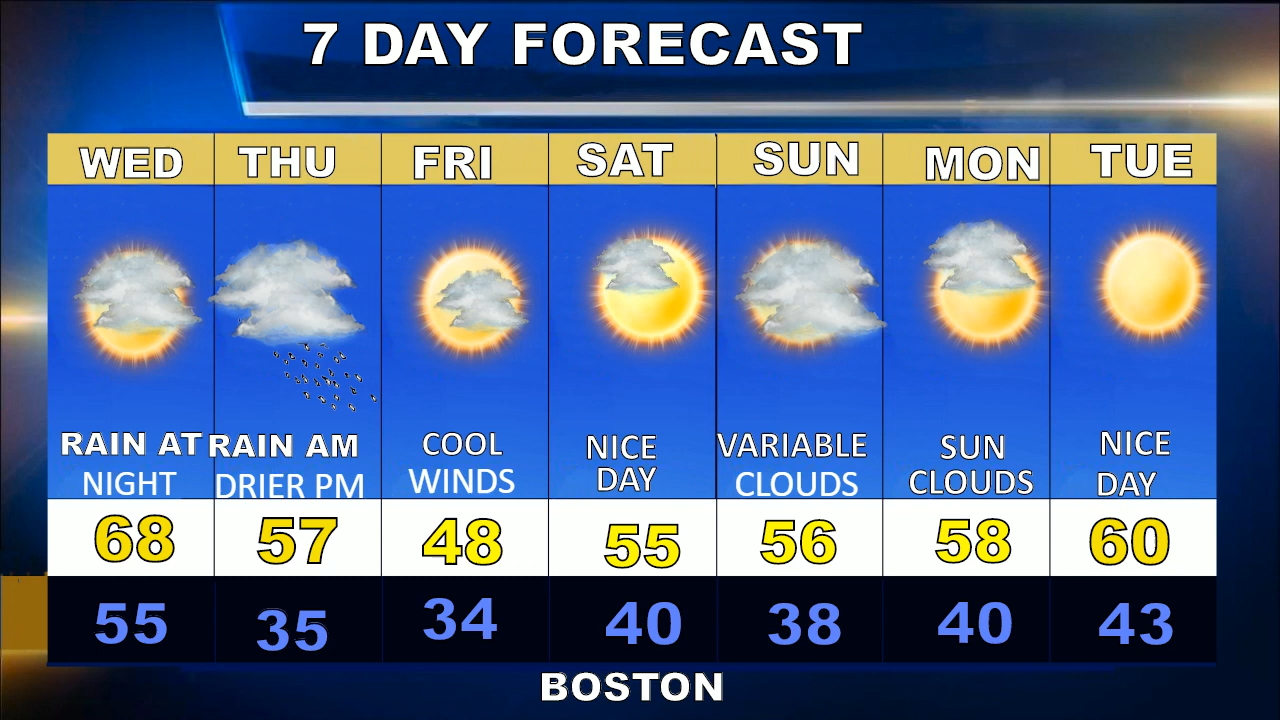 7 DAY FORECAST
WED THU FRI SAT SUN MON TUE
RAIN AT RAIN AM COOL NICE VARIABLE SUN NICE
NIGHT DRIER PM WINDS DAY CLOUDS CLOUDS DAY
68 57 48 55 56 58 60
55 35 34 40 38 40 43
BOSTON